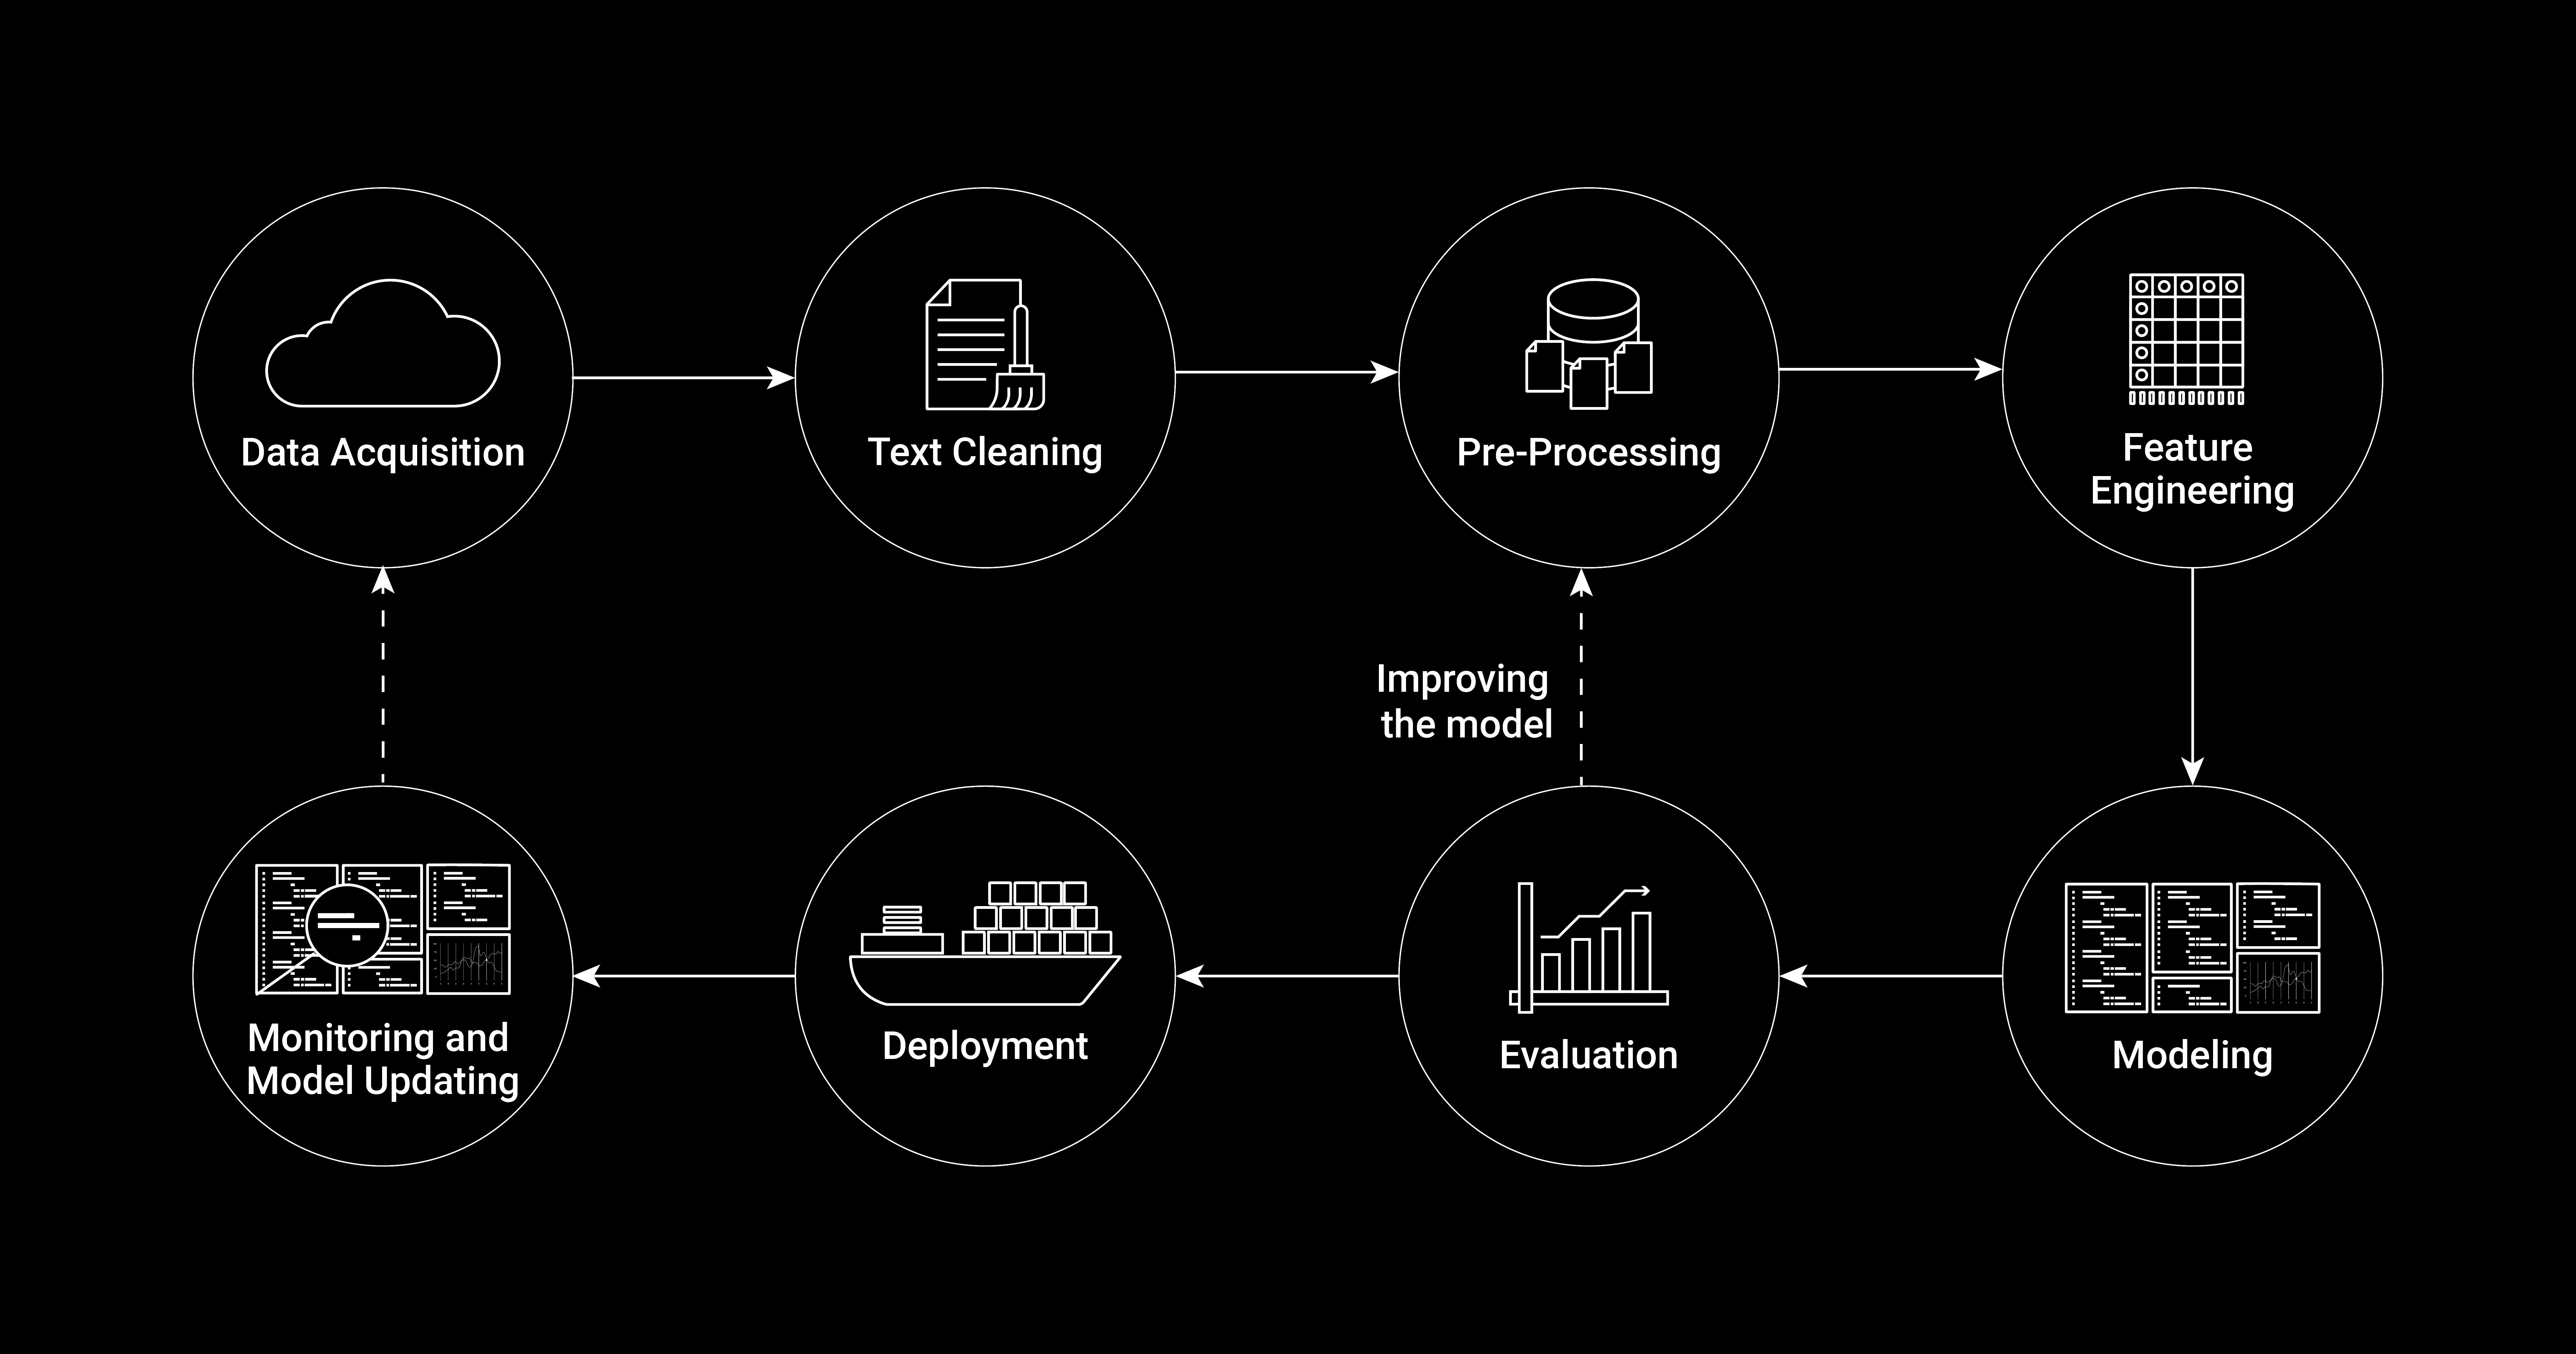 Data Acquisition
Text Cleaning
Pre-Processing
Feature
Engineering
Improving
the model
Monitoring and
Model Updating
Deployment
Evaluation
Modeling